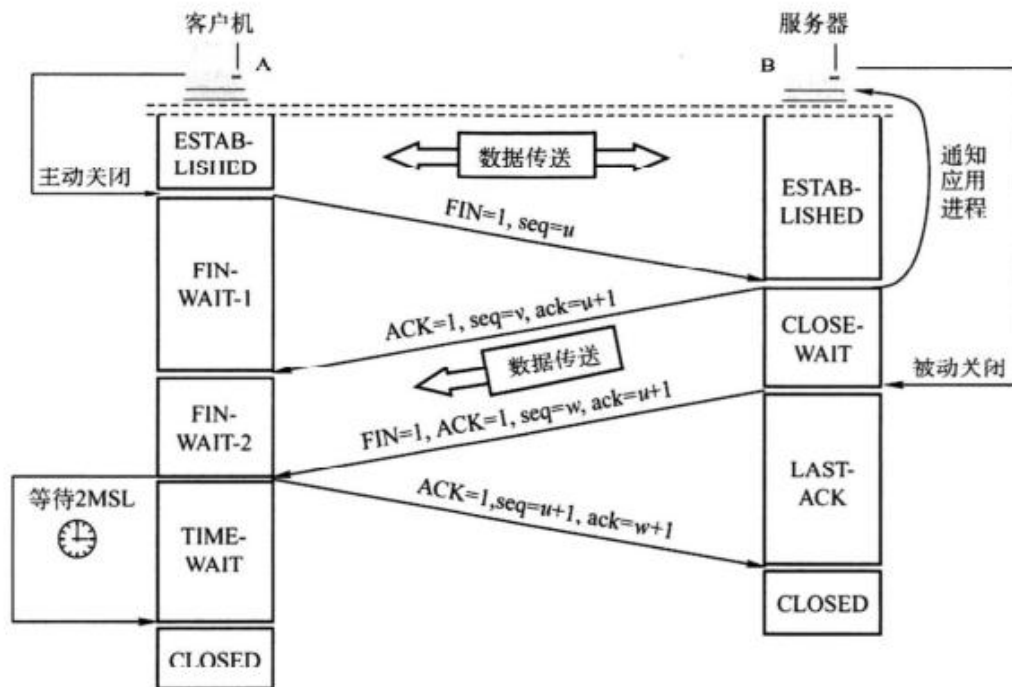 客户机
服务器
A
B
ESTAB-
LISHED
数据传送
ESTAB-
LISHED
通知
应用
进程
主动关闭
FIN=1, seq=u
FIN-
WAIT-1
ACK=1, seq=v, ack=u+1
CLOSE-
WAIT
数据传送
被动关闭
FIN-
WAIT-2
FIN=1, ACK=1, seq=w, ack=u+1
LAST-
ACK
等待2MSL
ACK=1,seq=u+1, ack=w+1
TIME-
WAIT
CLOSED
CLOSED